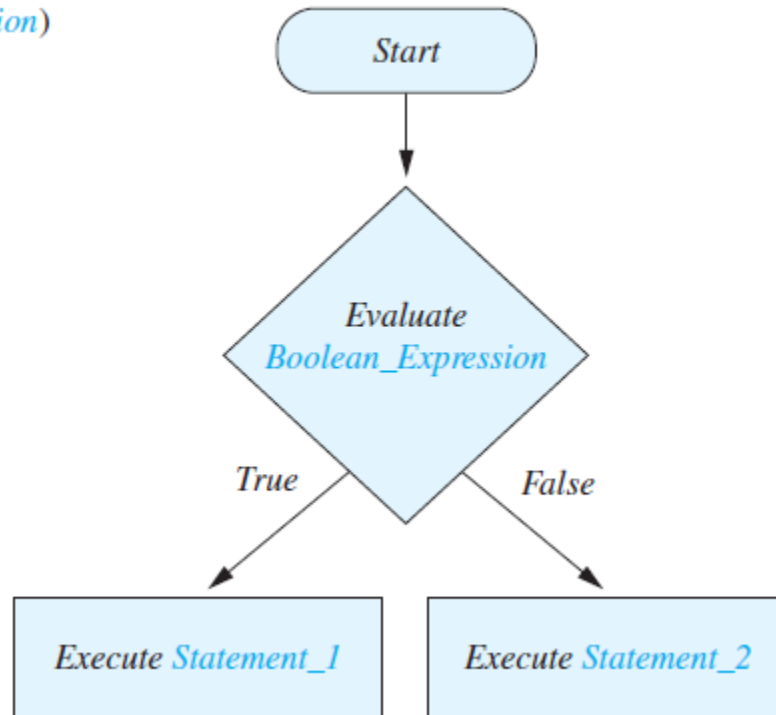 ion)
Start
Evaluate
Boolean_Expression
True
False
Execute Statement_1
Execute Statement_2